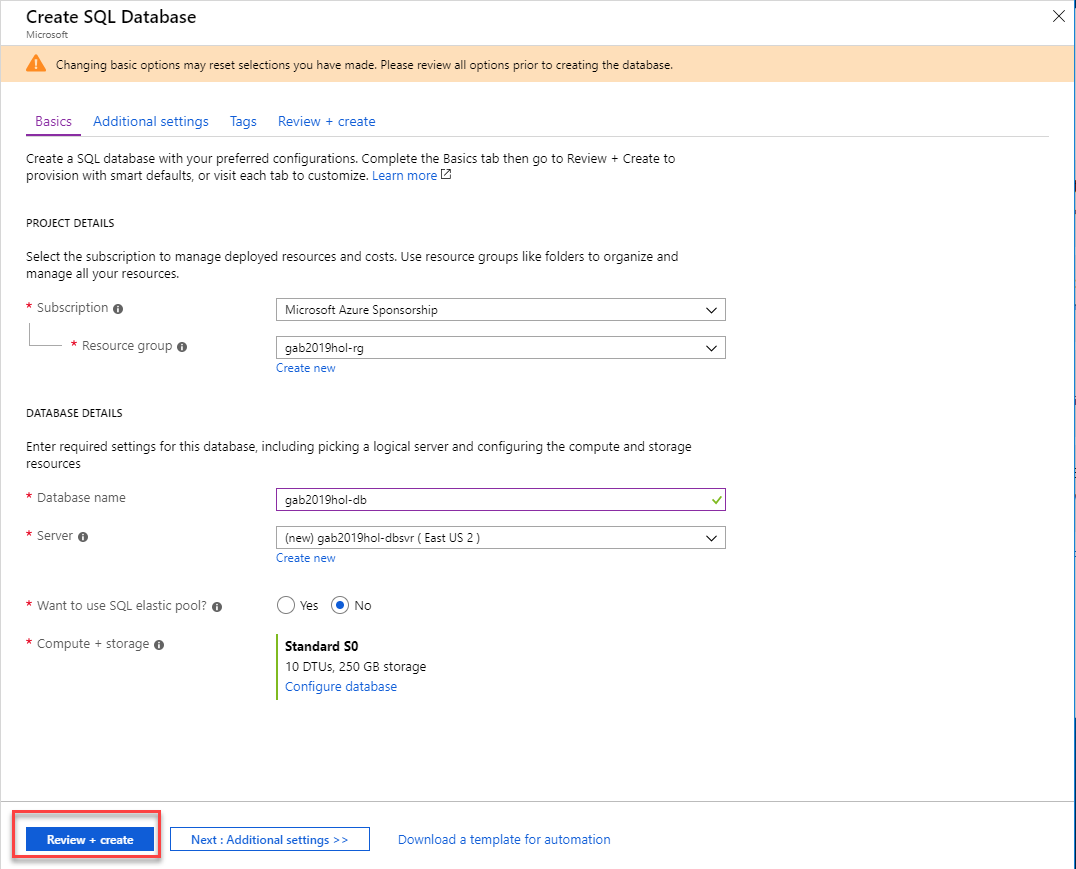 Create SQL Database
Microsoft
Changing basic options may reset selections you have made. Please review all options prior to creating the database.
Basics Additional settings Tags Review + create
Create a SQL database with your preferred configurations. Complete the Basics tab then go to Review + Create to
provision with smart defaults, or visit each tab to customize. Learn more
PROJECT DETAILS
Select the subscription to manage deployed resources and costs. Use resource groups like folders to organize and
manage all your resources.
* Subscription Microsoft Azure Sponsorship
* Resource group gab2019hol-rg
Create new
DATABASE DETAILS
Enter required settings for this database, including picking a logical server and configuring the compute and storage
resources
* Database name gab2019hol-db
* Server (new) gab2019hol-dbsvr ( East US 2 )
Create new
* Want to use SQL elastic pool? Yes No
* Compute + storage Standard S0
10 DTUs, 250 GB storage
Configure database
Review + create Next : Additional settings >> Download a template for automation